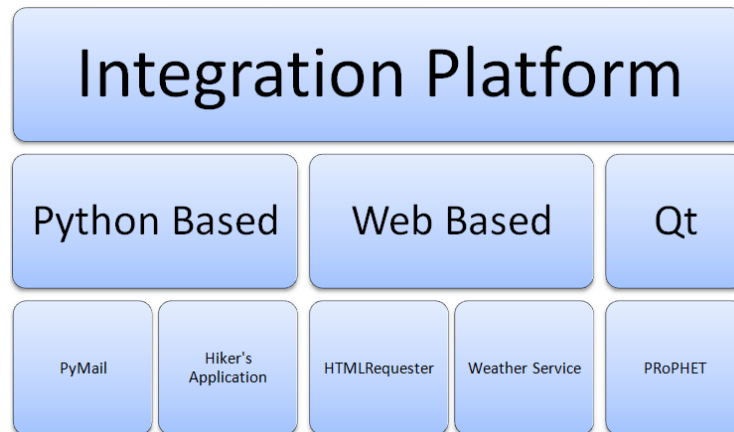 Integration Platform
Python Based
Web Based
Qt
PyMail
Hiker's
Application
HTMLRequester
Weather Service
PRoPHET